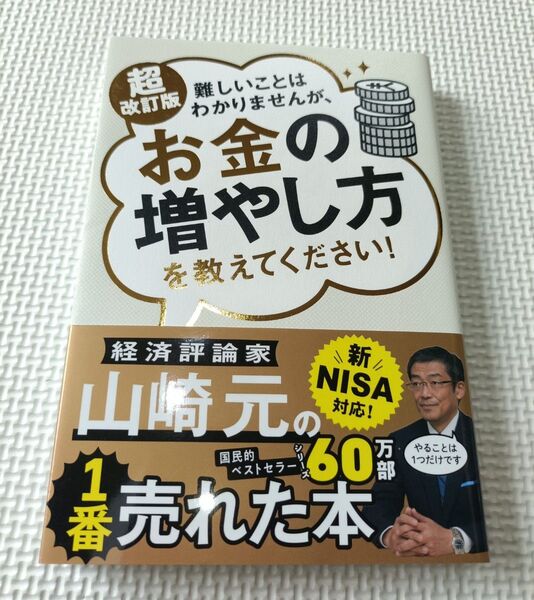 超
改訂版
難しいことは
わかりませんが、
お金の
増やし方
を教えてください!
経済評論家
山崎元の
新
NISA
対応!
国民的
ベストセラー
シリーズ
60万部
やることは
1つだけです
1番
売れた本